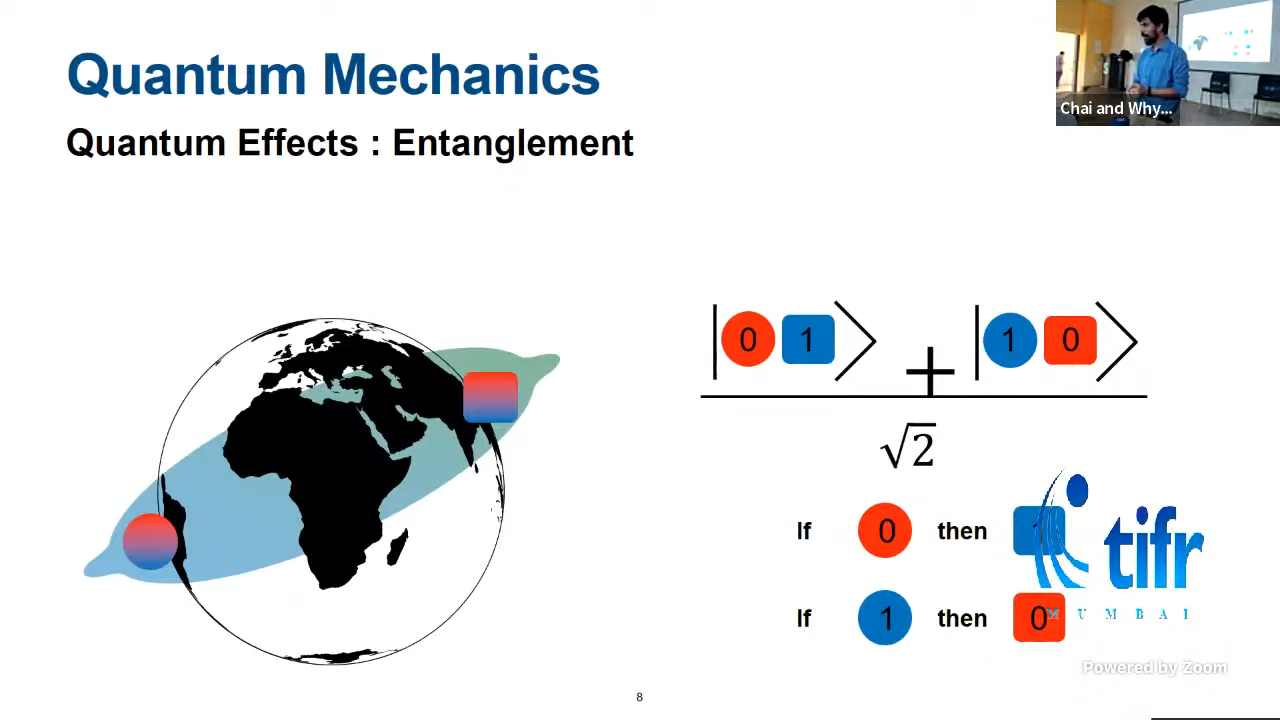 Quantum Mechanics
Quantum Effects : Entanglement
Chai and Why...
|0 1⟩ + |1 0⟩
√2
If 0 then 1
If 1 then 0
tifr
MUMBAI
Powered by Zoom
8